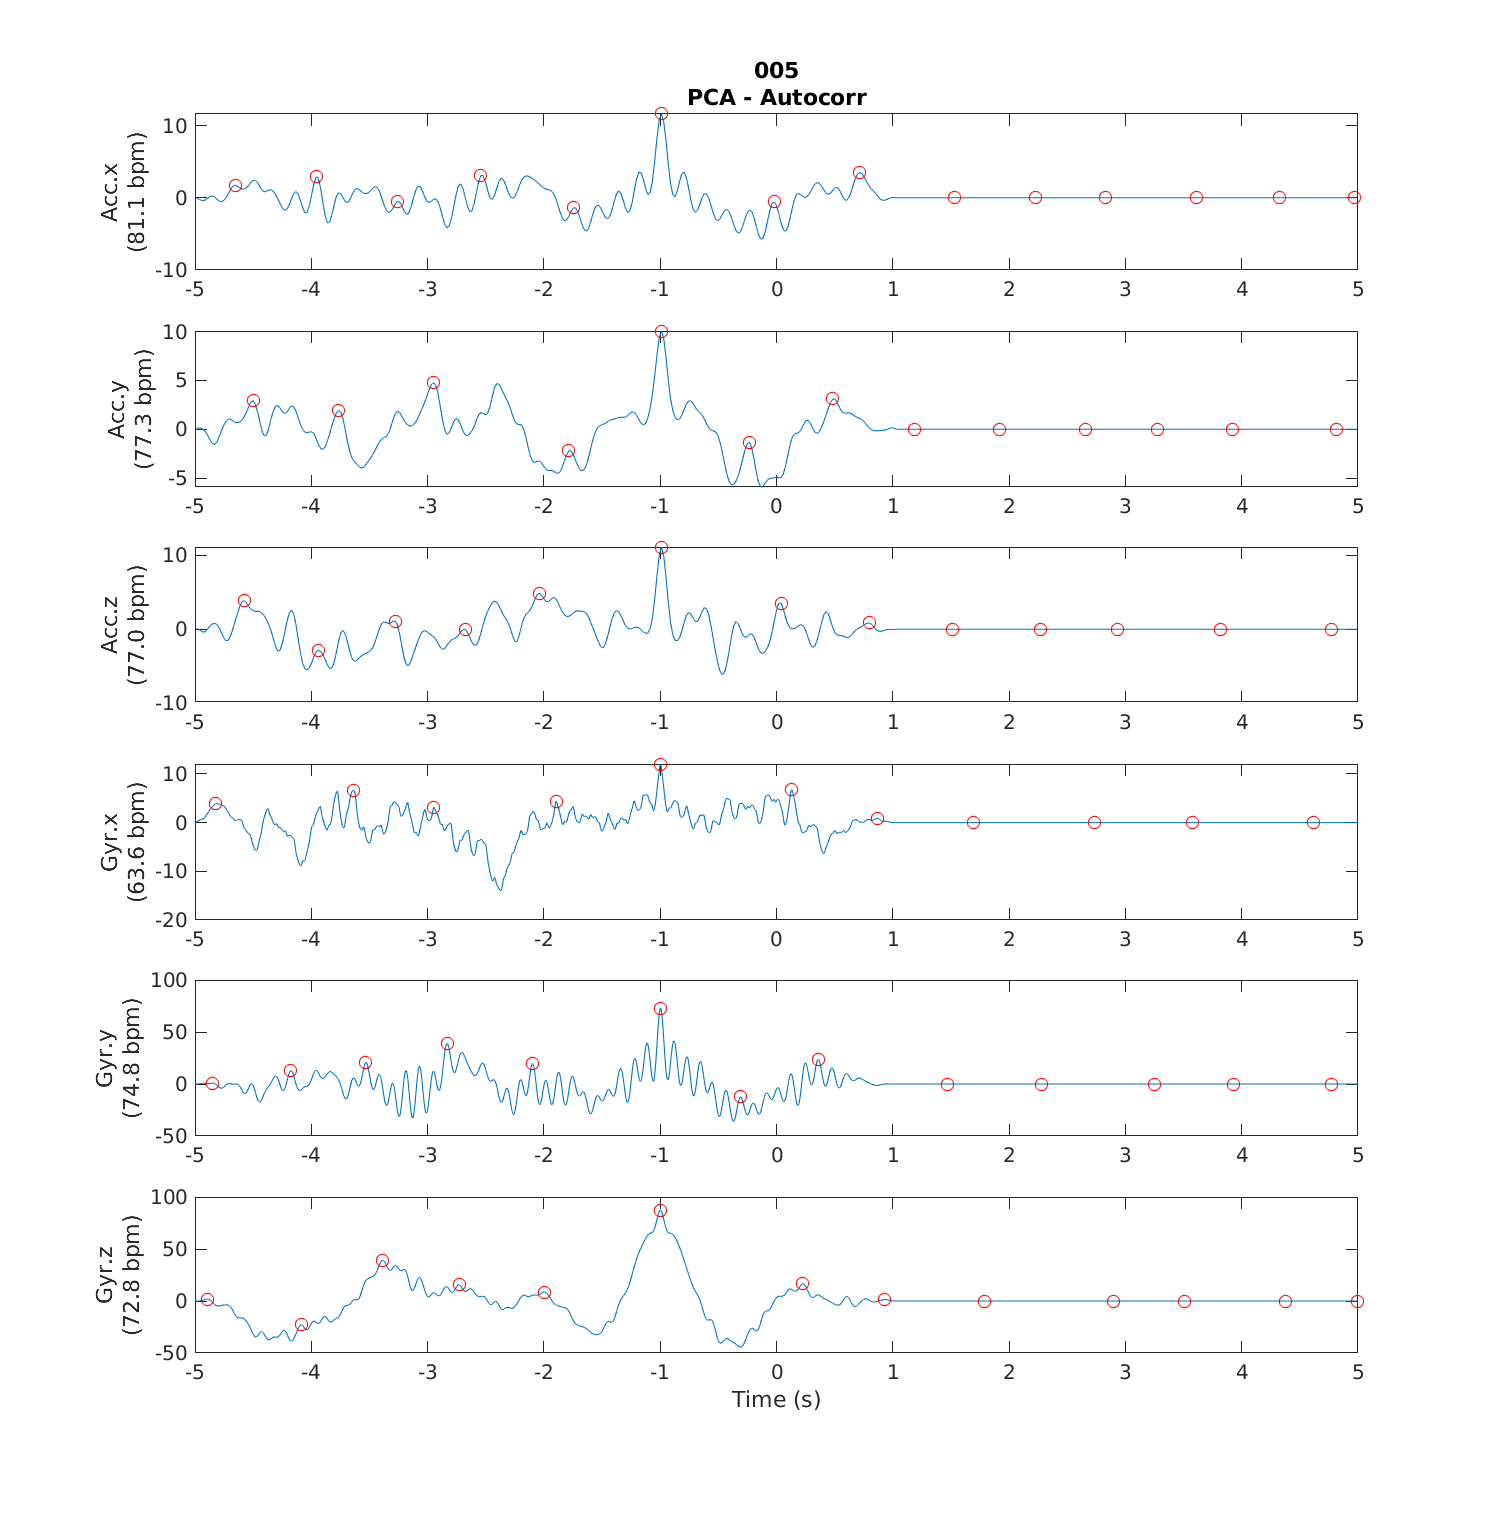 005
PCA - Autocorr
Acc.x
(81.1 bpm)
10
0
-10
-5 -4 -3 -2 -1 0 1 2 3 4 5
Acc.y
(77.3 bpm)
10
5
0
-5
-5 -4 -3 -2 -1 0 1 2 3 4 5
Acc.z
(77.0 bpm)
10
0
-10
-5 -4 -3 -2 -1 0 1 2 3 4 5
Gyr.x
(63.6 bpm)
10
0
-10
-20
-5 -4 -3 -2 -1 0 1 2 3 4 5
Gyr.y
(74.8 bpm)
100
50
0
-50
-5 -4 -3 -2 -1 0 1 2 3 4 5
Gyr.z
(72.8 bpm)
100
50
0
-50
-5 -4 -3 -2 -1 0 1 2 3 4 5
Time (s)